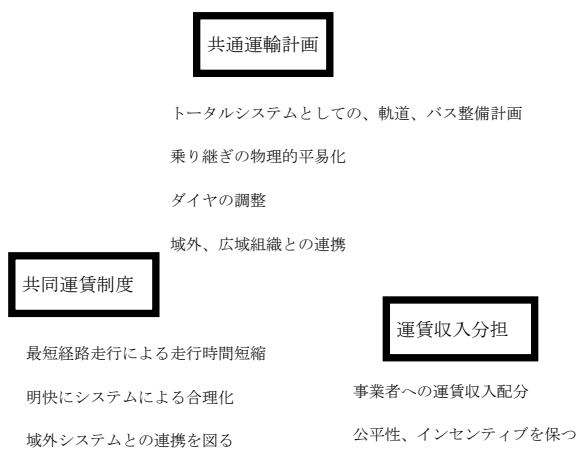 共通運輸計画
トータルシステムとしての、軌道、バス整備計画
乗り継ぎの物理的平易化
ダイヤの調整
域外、広域組織との連携
共同運賃制度
最短経路走行による走行時間短縮
明快にシステムによる合理化
域外システムとの連携を図る
運賃収入分担
事業者への運賃収入配分
公平性、インセンティブを保つ